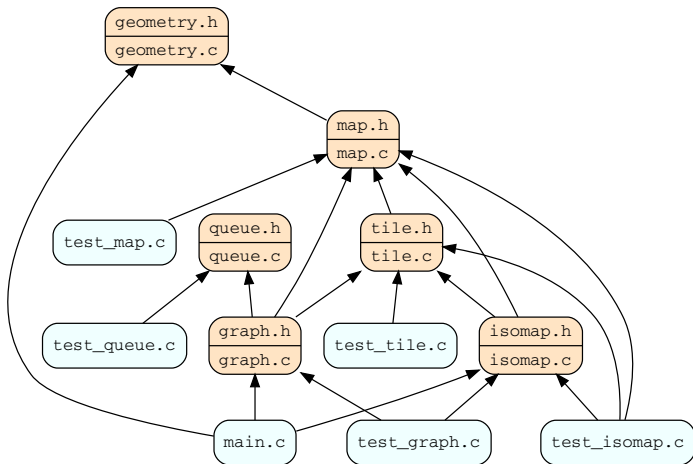 geometry.h
geometry.c
map.h
map.c
test_map.c
queue.h
queue.c
tile.h
tile.c
test_queue.c
graph.h
graph.c
test_tile.c
isomap.h
isomap.c
main.c
test_graph.c
test_isomap.c